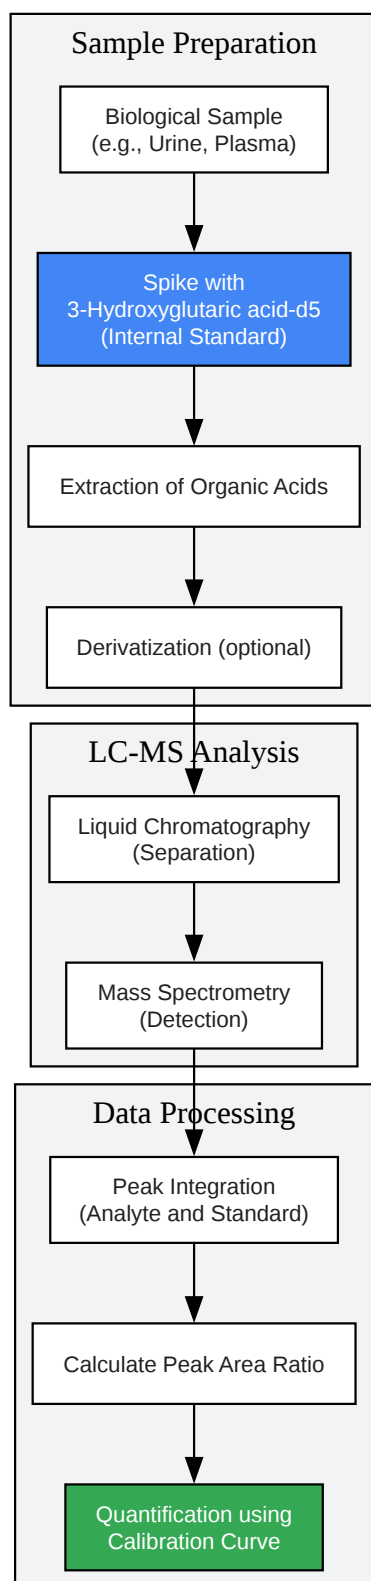 Sample Preparation
Biological Sample
(e.g., Urine, Plasma)
Spike with
3-Hydroxyglutaric acid-d5
(Internal Standard)
Extraction of Organic Acids
Derivatization (optional)
LC-MS Analysis
Liquid Chromatography
(Separation)
Mass Spectrometry
(Detection)
Data Processing
Peak Integration
(Analyte and Standard)
Calculate Peak Area Ratio
Quantification using
Calibration Curve